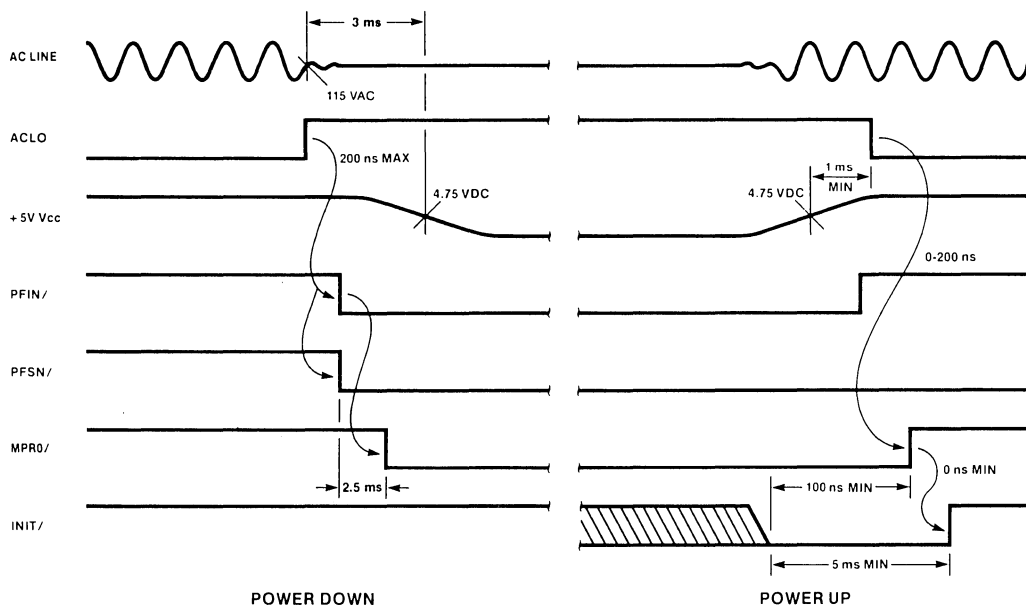 3 ms
AC LINE
115 VAC
ACLO
200 ns MAX
1 ms
MIN
4.75 VDC
4.75 VDC
+ 5V Vcc
0-200 ns
PFIN/
PFSN/
MPR0/
0 ns MIN
2.5 ms
100 ns MIN
INIT/
5 ms MIN
POWER DOWN
POWER UP